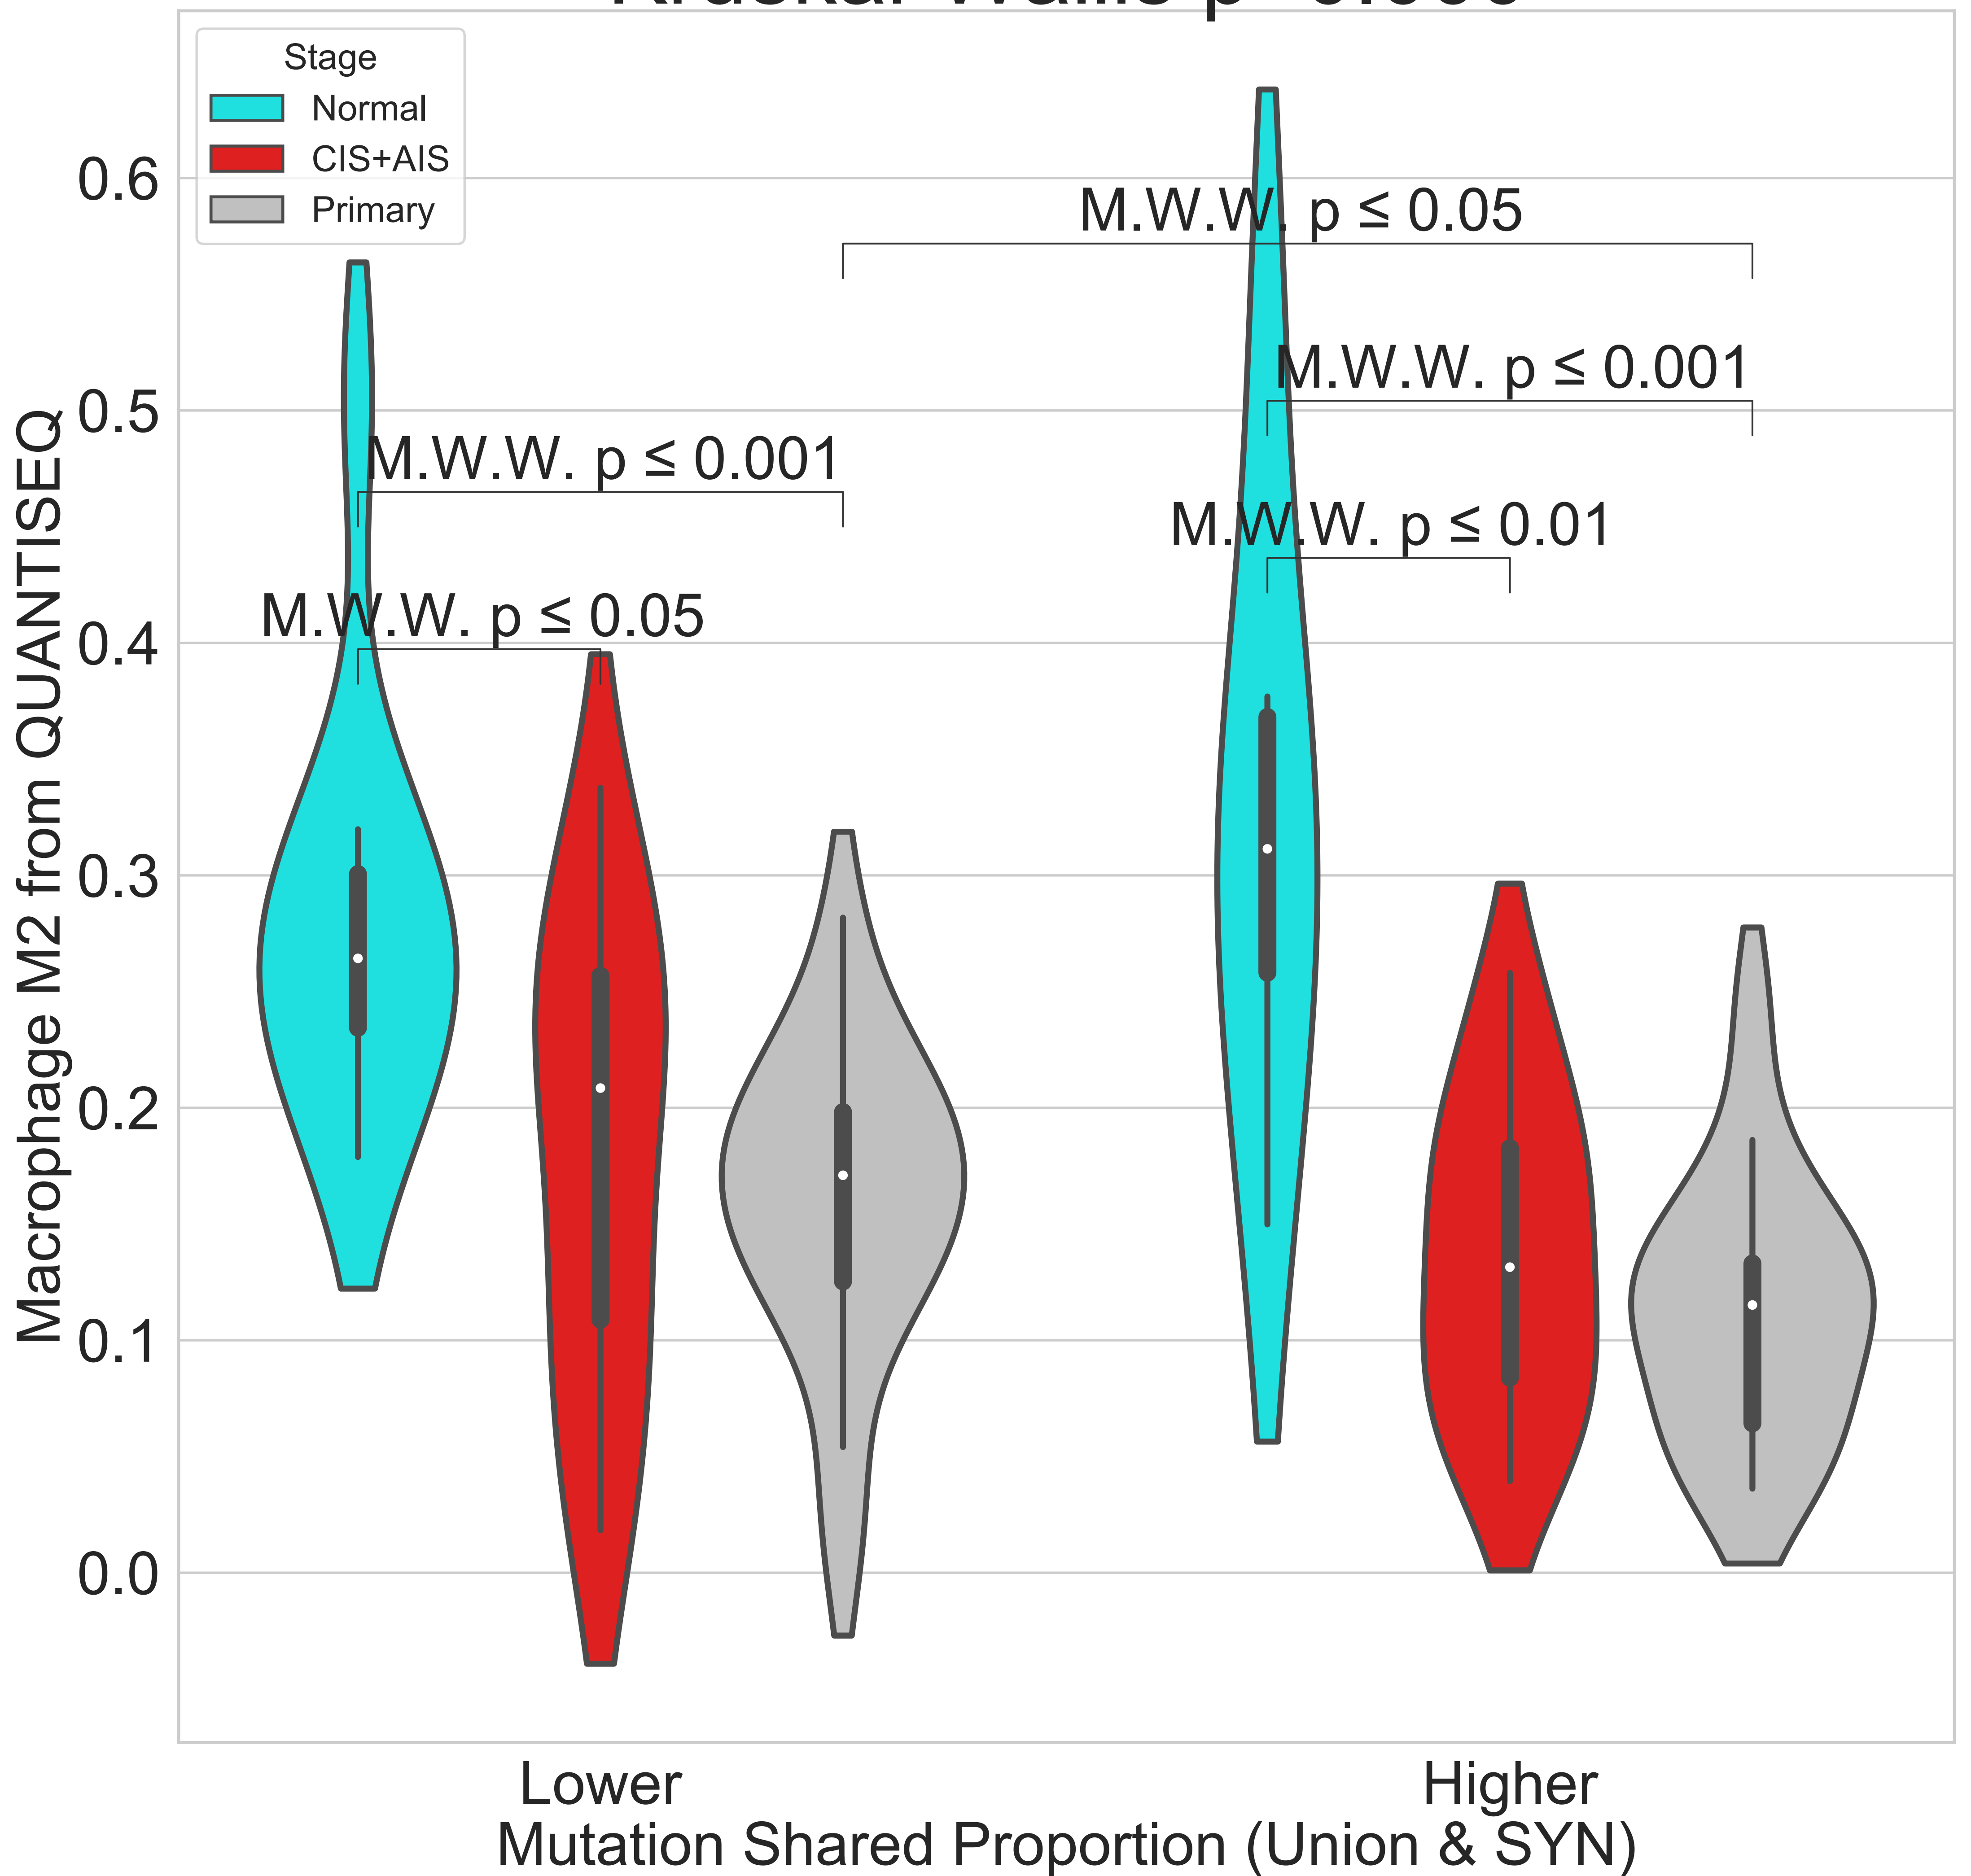 Stage
Normal
CIS+AIS
Primary
0.6
0.5
0.4
0.3
0.2
0.1
0.0
Macrophage M2 from QUANTISEQ
M.W.W. p ≤ 0.05
M.W.W. p ≤ 0.001
M.W.W. p ≤ 0.001
M.W.W. p ≤ 0.01
M.W.W. p ≤ 0.05
Lower
Higher
Mutation Shared Proportion (Union & SYN)